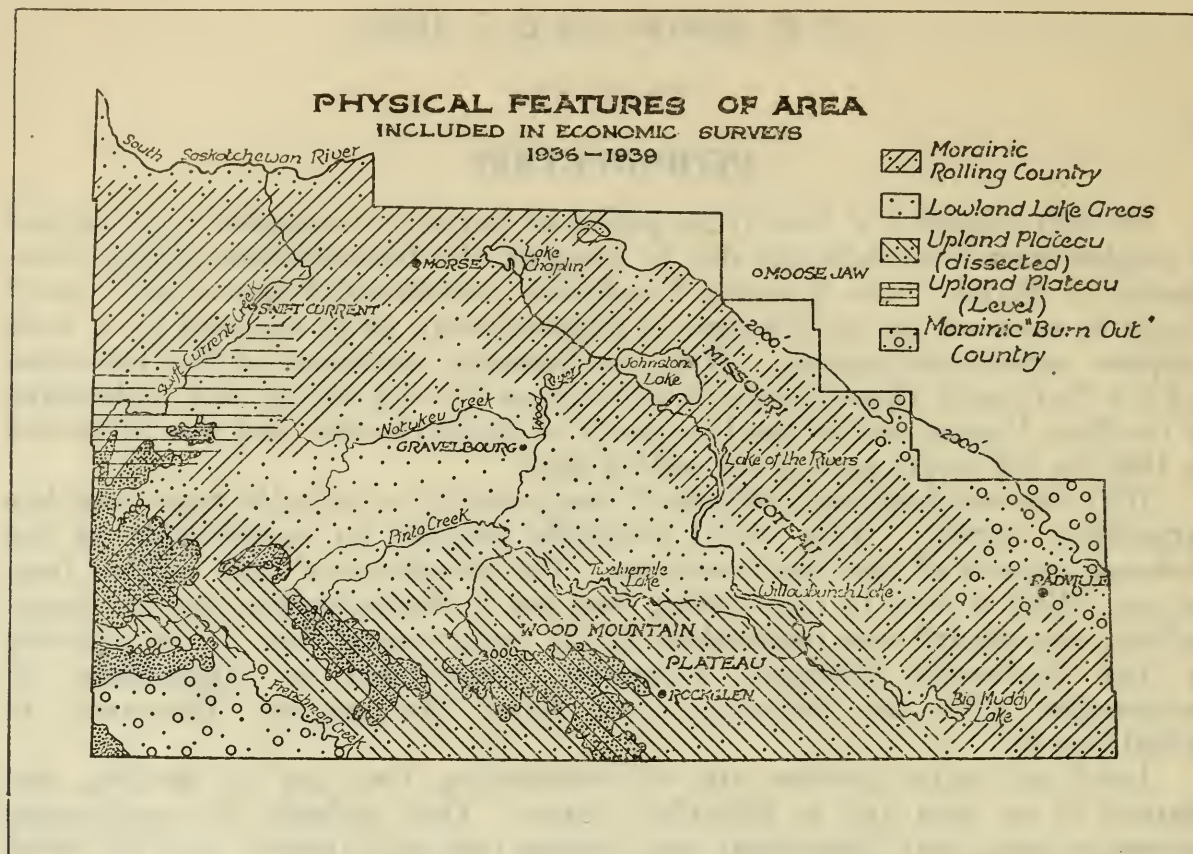 PHYSICAL FEATURES OF AREA
INCLUDED IN ECONOMIC SURVEYS
1936-1939
Morainic
Rolling Country
Lowland Lake Areas
Upland Plateau
(dissected)
Upland Plateau
(Level)
Morainic "Burn Out"
Country
South Saskatchewan River
MORSE
Lake
Chaplin
MOOSE JAW
Swift Current Creek
SWIFT CURRENT
2000'
Johnstone
Lake
MISSOURI
Wood River
Notukeu Creek
GRAVELBOURG
2000'
Lake of the Rivers
COTEAU
Pinto Creek
Twelvemile
Lake
Willowbunch Lake
RADVILLE
WOOD MOUNTAIN
PLATEAU
3000
ROCKGLEN
Frenchman Creek
Big Muddy
Lake